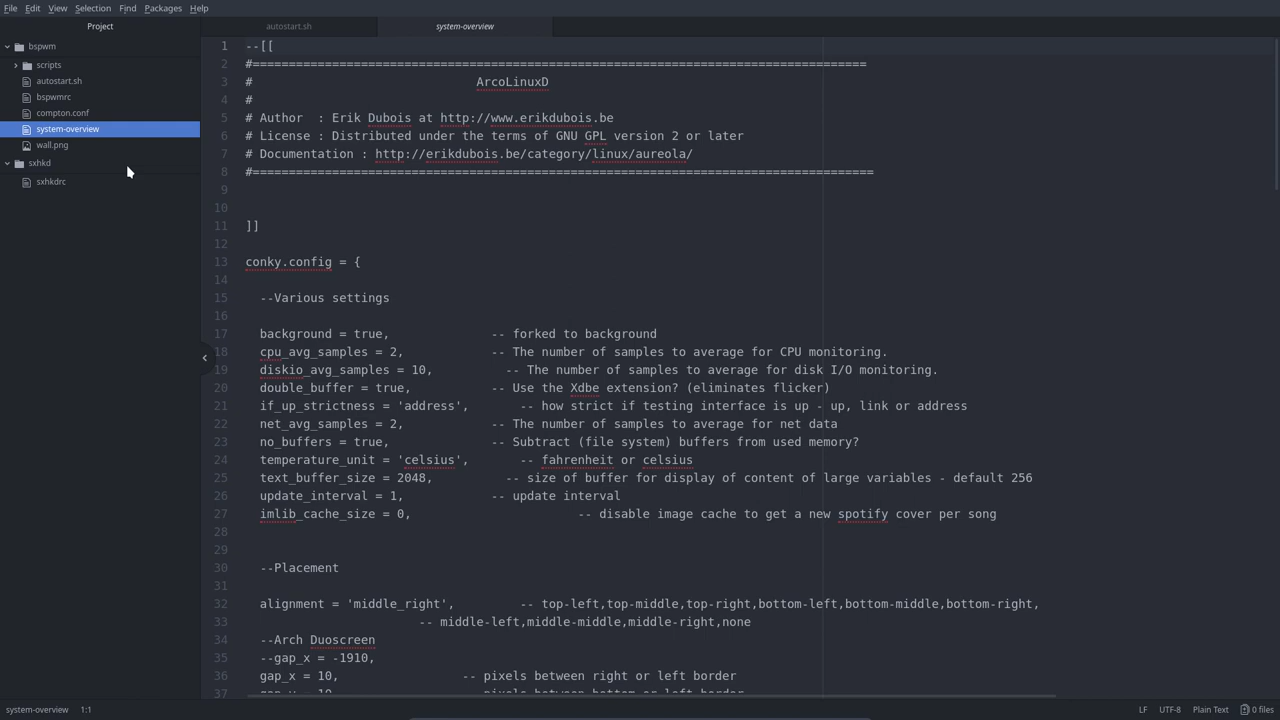 File Edit View Selection Find Packages Help
Project
autostart.sh
system-overview
bspwm
scripts
autostart.sh
bspwmrc
compton.conf
system-overview
wall.png
sxhkd
sxhkdrc
1 --[[
2 #=====================================================================================
3 # ArcoLinuxD
4 #
5 # Author : Erik Dubois at http://www.erikdubois.be
6 # License : Distributed under the terms of GNU GPL version 2 or later
7 # Documentation : http://erikdubois.be/category/linux/aureola/
8 #======================================================================================
9
10
11 ]]
12
13 conky.config = {
14
15 --Various settings
16
17 background = true, -- forked to background
18 cpu_avg_samples = 2, -- The number of samples to average for CPU monitoring.
19 diskio_avg_samples = 10, -- The number of samples to average for disk I/O monitoring.
20 double_buffer = true, -- Use the Xdbe extension? (eliminates flicker)
21 if_up_strictness = 'address', -- how strict if testing interface is up - up, link or address
22 net_avg_samples = 2, -- The number of samples to average for net data
23 no_buffers = true, -- Subtract (file system) buffers from used memory?
24 temperature_unit = 'celsius', -- fahrenheit or celsius
25 text_buffer_size = 2048, -- size of buffer for display of content of large variables - default 256
26 update_interval = 1, -- update interval
27 imlib_cache_size = 0, -- disable image cache to get a new spotify cover per song
28
29
30 --Placement
31
32 alignment = 'middle_right', -- top-left,top-middle,top-right,bottom-left,bottom-middle,bottom-right,
33 -- middle-left,middle-middle,middle-right,none
34 --Arch Duoscreen
35 --gap_x = -1910,
36 gap_x = 10, -- pixels between right or left border
37 gap_y = 10, -- pixels between bottom or left border
system-overview 1:1
LF UTF-8 Plain Text 0 files